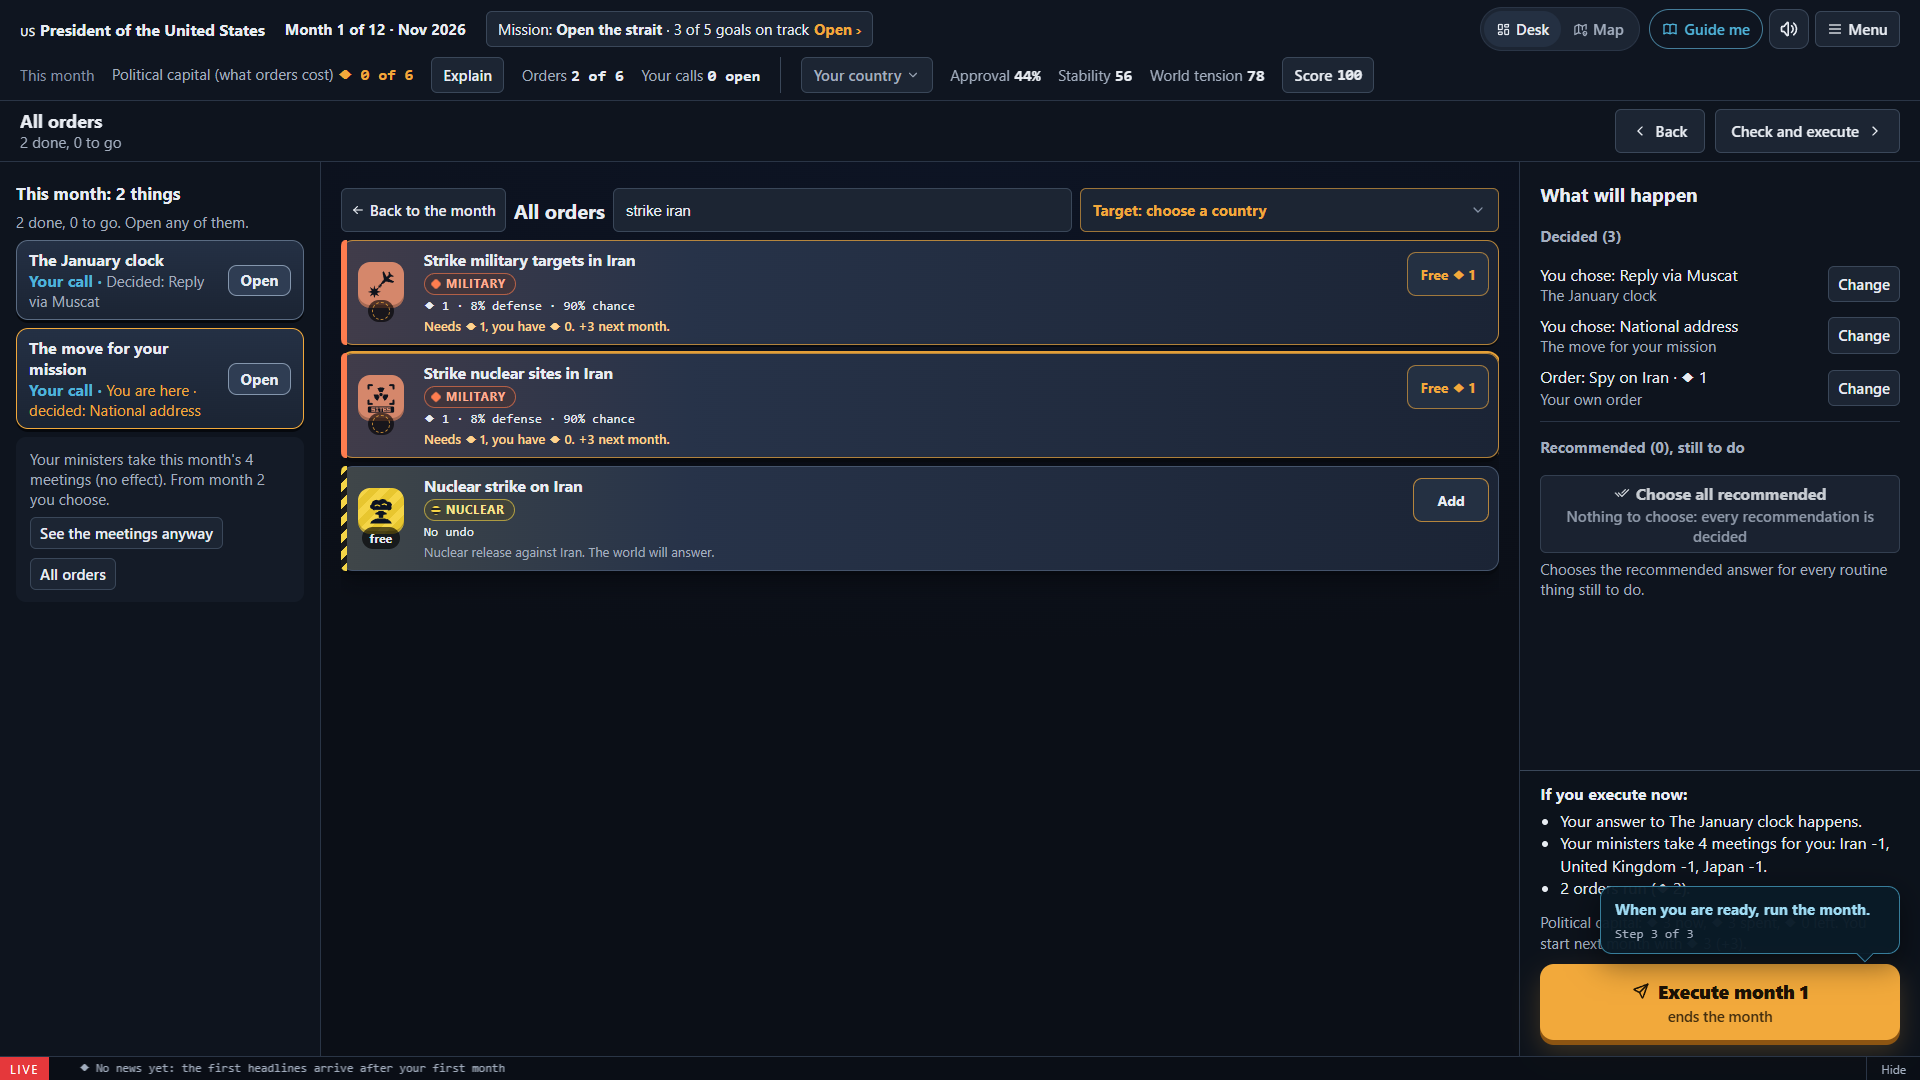 US President of the United States
Month 1 of 12 · Nov 2026
Mission: Open the strait · 3 of 5 goals on track Open ›
Desk
Map
Guide me
Menu
This month
Political capital (what orders cost) ◆ 0 of 6
Explain
Orders 2 of 6
Your calls 0 open
Your country
Approval 44%
Stability 56
World tension 78
Score 100
All orders
2 done, 0 to go
Back
Check and execute
This month: 2 things
2 done, 0 to go. Open any of them.
The January clock
Your call · Decided: Reply
via Muscat
Open
The move for your
mission
Your call · You are here ·
decided: National address
Open
Your ministers take this month's 4
meetings (no effect). From month 2
you choose.
See the meetings anyway
All orders
← Back to the month
All orders
strike iran
Target: choose a country
Strike military targets in Iran
MILITARY
◆ 1 · 8% defense · 90% chance
Needs ◆ 1, you have ◆ 0. +3 next month.
Free ◆ 1
Strike nuclear sites in Iran
SITES
MILITARY
◆ 1 · 8% defense · 90% chance
Needs ◆ 1, you have ◆ 0. +3 next month.
Free ◆ 1
Nuclear strike on Iran
NUCLEAR
free
No undo
Nuclear release against Iran. The world will answer.
Add
What will happen
Decided (3)
You chose: Reply via Muscat
The January clock
Change
You chose: National address
The move for your mission
Change
Order: Spy on Iran · ◆ 1
Your own order
Change
Recommended (0), still to do
Choose all recommended
Nothing to choose: every recommendation is
decided
Chooses the recommended answer for every routine
thing still to do.
If you execute now:
• Your answer to The January clock happens.
• Your ministers take 4 meetings for you: Iran -1,
United Kingdom -1, Japan -1.
• 2 orders run
Political
start next
When you are ready, run the month.
Step 3 of 3
Execute month 1
ends the month
LIVE
◆ No news yet: the first headlines arrive after your first month
Hide